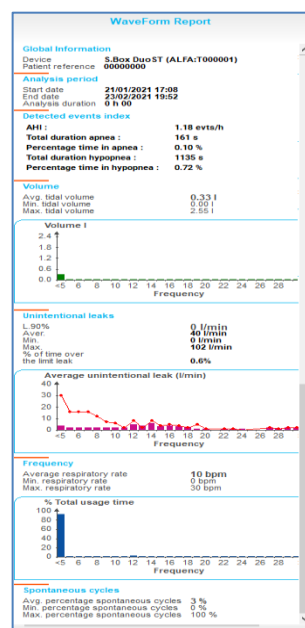 WaveForm Report
Global Information
Device S.Box DuoST (ALFA:T000001)
Patient reference 00000000
Analysis period
Start date 21/01/2021 17:08
End date 23/02/2021 19:52
Analysis duration 0 h 00
Detected events index
AHI : 1.18 evts/h
Total duration apnea : 161 s
Percentage time in apnea : 0.10 %
Total duration hypopnea : 1135 s
Percentage time in hypopnea : 0.72 %
Volume
Avg. tidal volume 0.33 l
Min. tidal volume 0.00 l
Max. tidal volume 2.55 l
Volume l
2.4
1.8
1.2
0.6
0.0
<5 6 8 10 12 14 16 18 20 22 24 26 28
Frequency
Unintentional leaks
L.90% 0 l/min
Aver. 40 l/min
Min. 0 l/min
Max. 102 l/min
% of time over
the limit leak 0.6%
Average unintentional leak (l/min)
40
30
20
10
0
<5 6 8 10 12 14 16 18 20 22 24 26 28
Frequency
Frequency
Average respiratory rate 10 bpm
Min. respiratory rate 0 bpm
Max. respiratory rate 30 bpm
% Total usage time
100
80
60
40
20
0
<5 6 8 10 12 14 16 18 20 22 24 26 28
Frequency
Spontaneous cycles
Avg. percentage spontaneous cycles 3 %
Min. percentage spontaneous cycles 0 %
Max. percentage spontaneous cycles 100 %